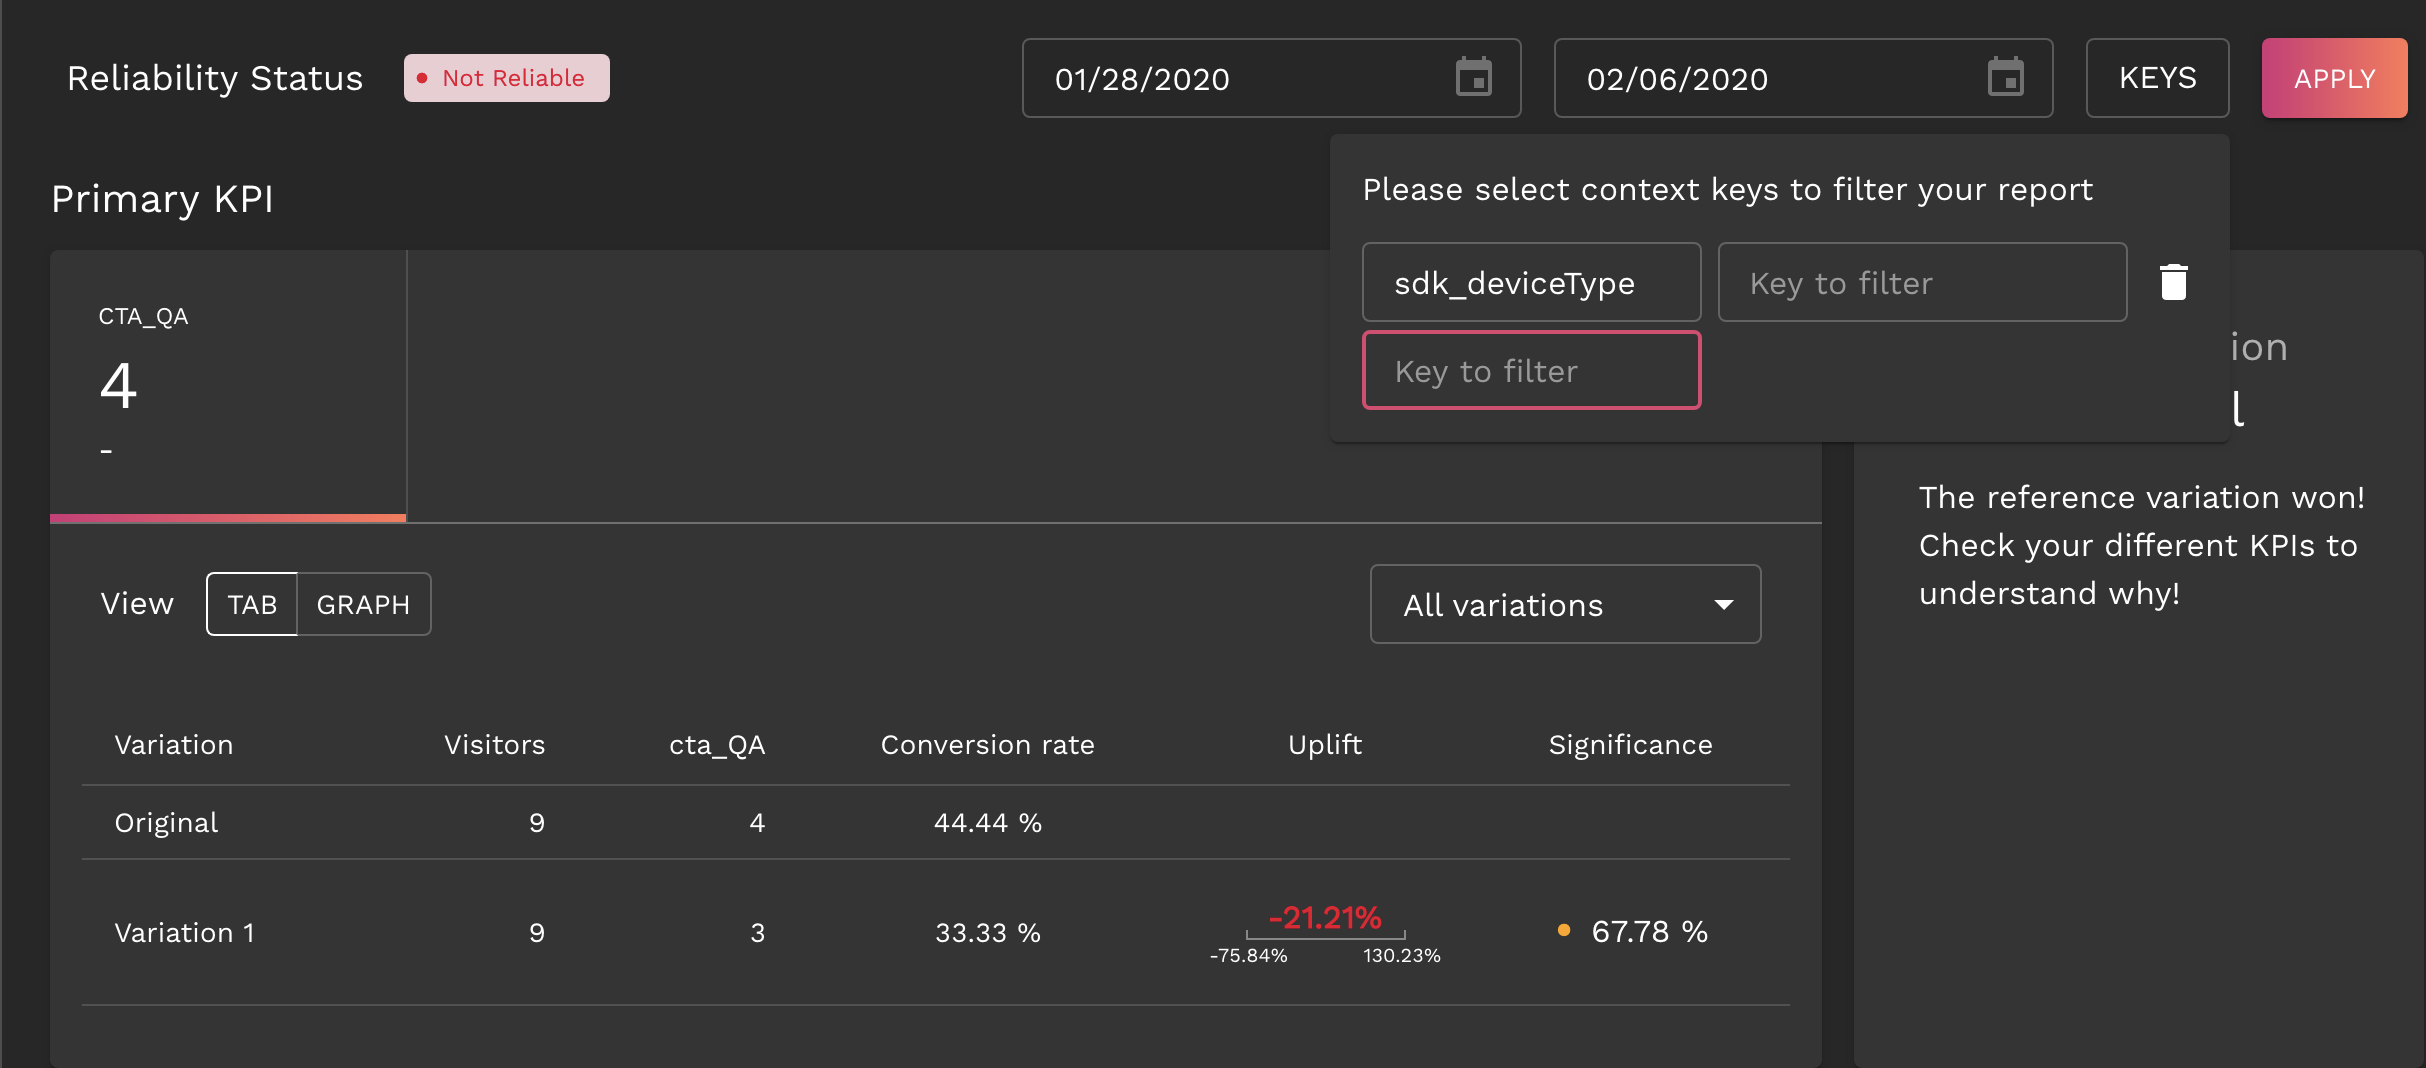 Reliability Status
Not Reliable
01/28/2020
02/06/2020
KEYS
APPLY
Please select context keys to filter your report
sdk_deviceType
Key to filter
Key to filter
Primary KPI
CTA_QA
4
-
The reference variation won!
Check your different KPIs to
understand why!
View
TAB
GRAPH
All variations
Variation Visitors cta_QA Conversion rate Uplift Significance
Original 9 4 44.44 %
Variation 1 9 3 33.33 % -21.21% 67.78 %
-75.84% 130.23%